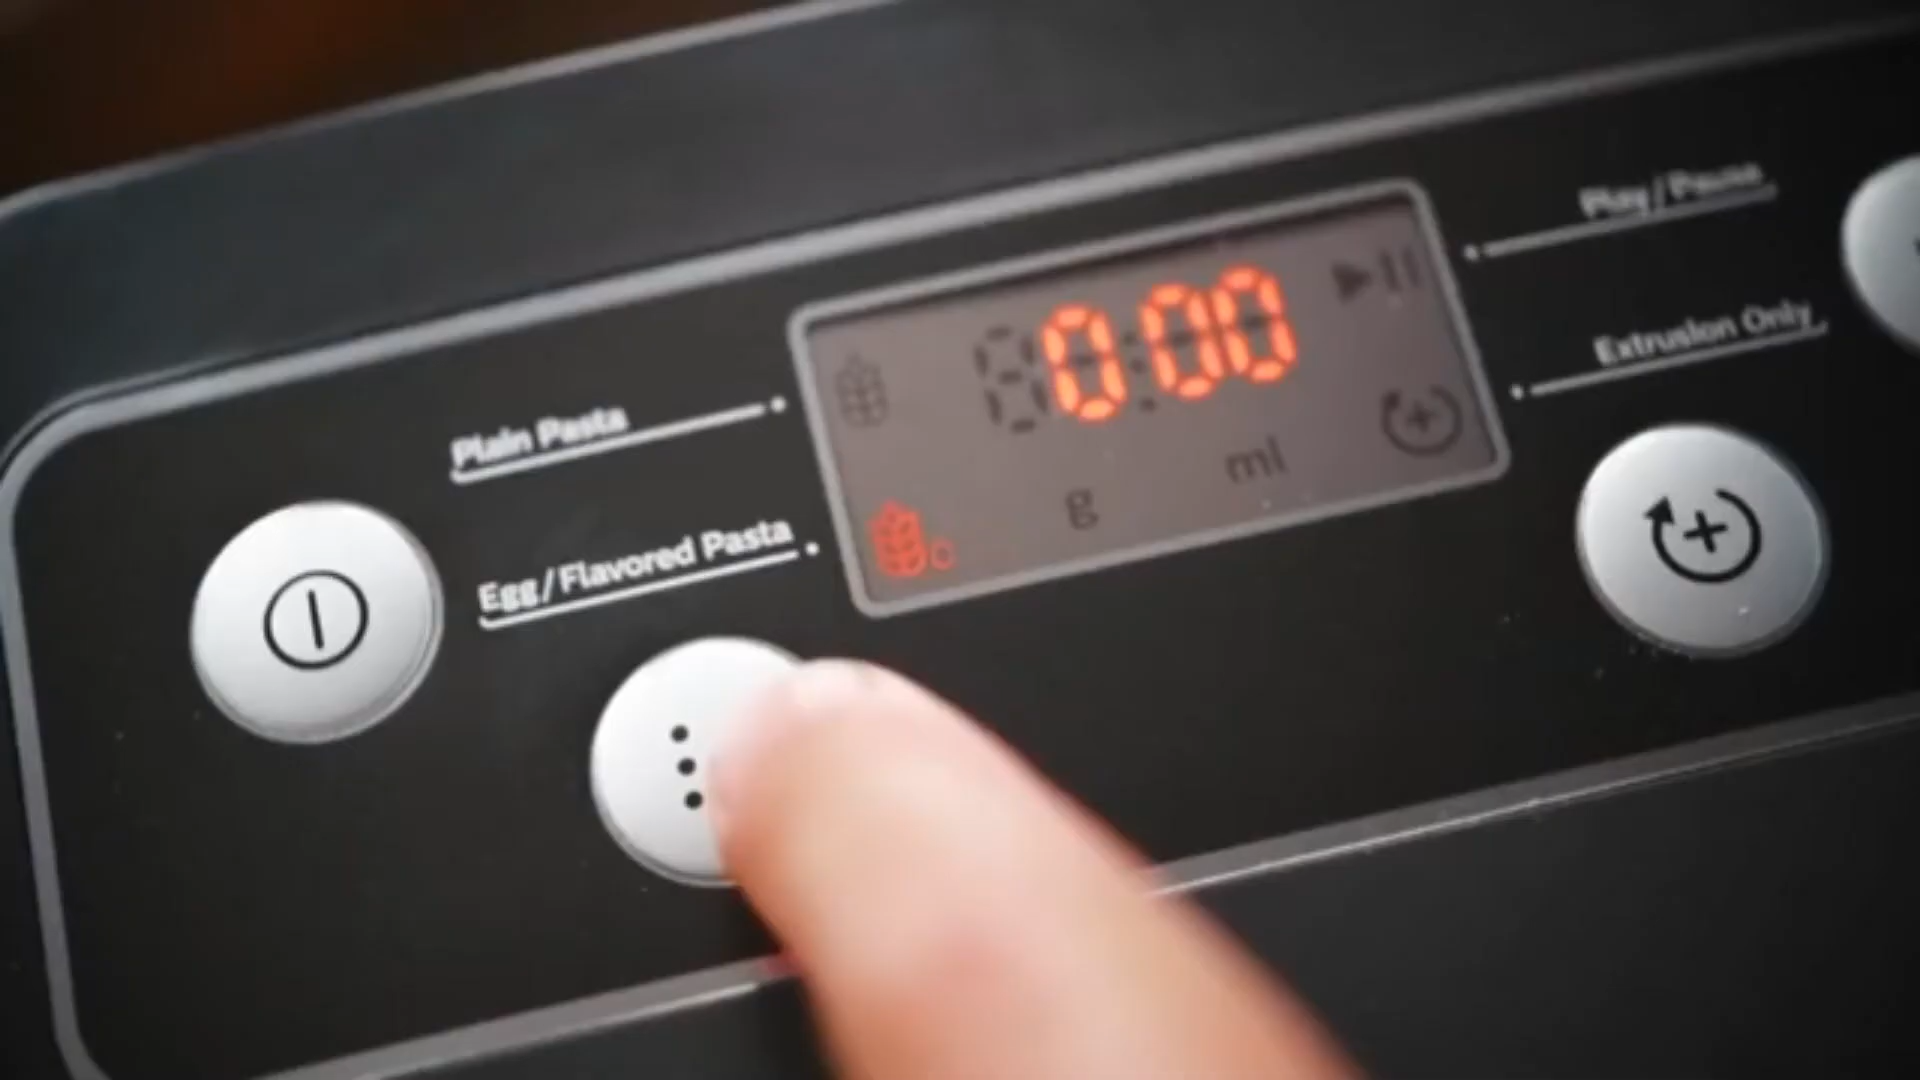 Play/Pause
Extrusion Only
Plain Pasta
Egg/Flavored Pasta
0:00
g
ml